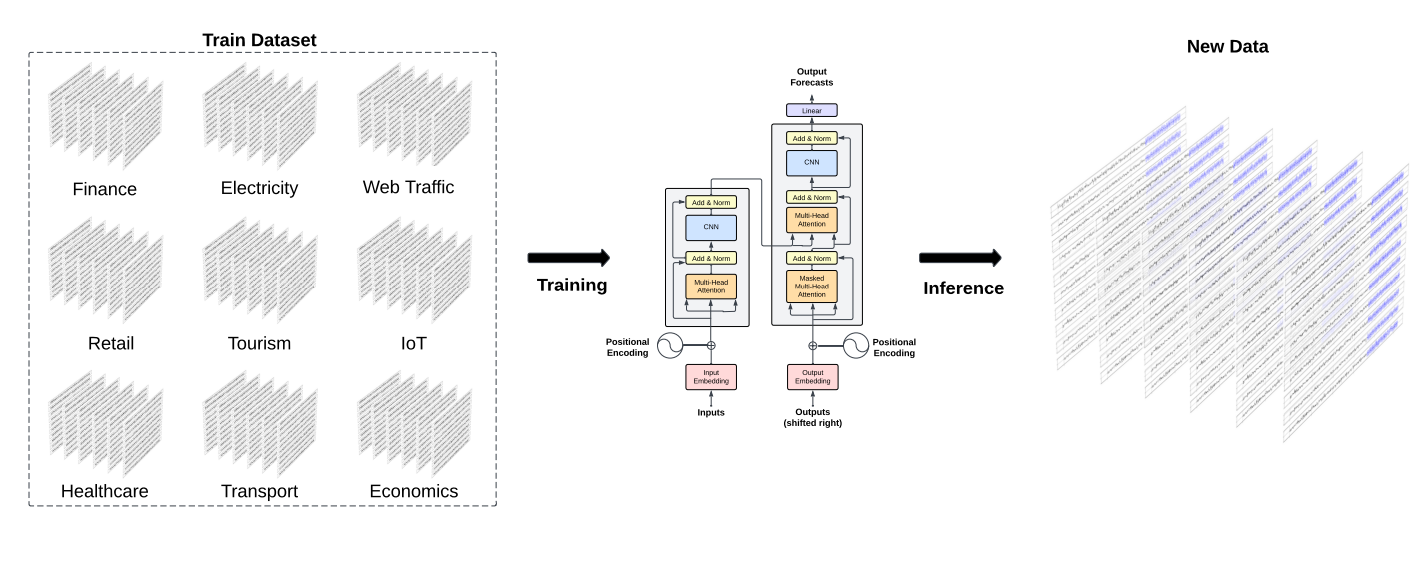 Train Dataset
Finance
Electricity
Web Traffic
Retail
Tourism
IoT
Healthcare
Transport
Economics
Training
Output
Forecasts
Linear
Add & Norm
CNN
Add & Norm
Multi-Head
Attention
Add & Norm
Masked
Multi-Head
Attention
Add & Norm
CNN
Add & Norm
Multi-Head
Attention
Positional
Encoding
Positional
Encoding
Input
Embedding
Output
Embedding
Inputs
Outputs
(shifted right)
Inference
New Data